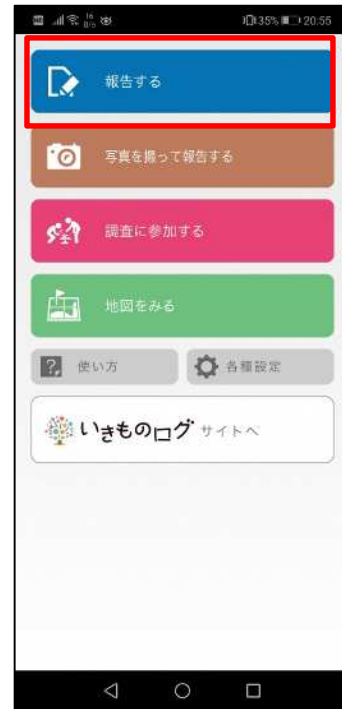 35% 20:55
報告する
写真を撮って報告する
調査に参加する
地図をみる
使い方 各種設定
いきものログ サイトへ